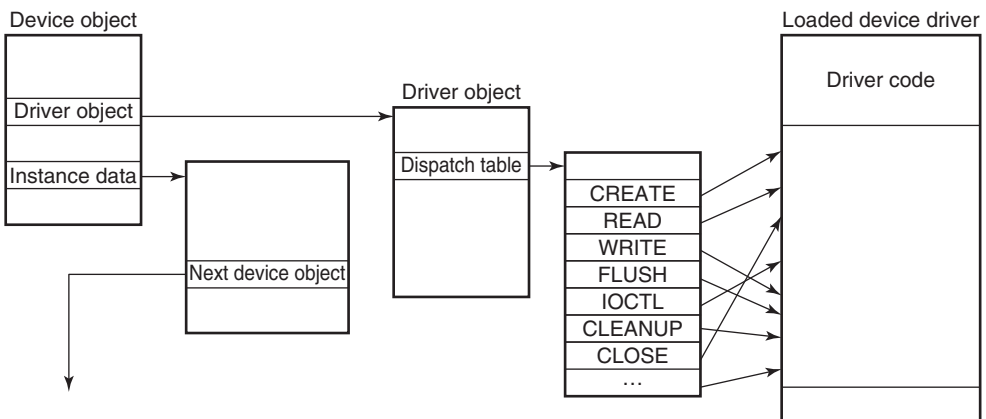 Device object
Driver object
Instance data
Next device object
Driver object
Dispatch table
CREATE
READ
WRITE
FLUSH
IOCTL
CLEANUP
CLOSE
…
Loaded device driver
Driver code